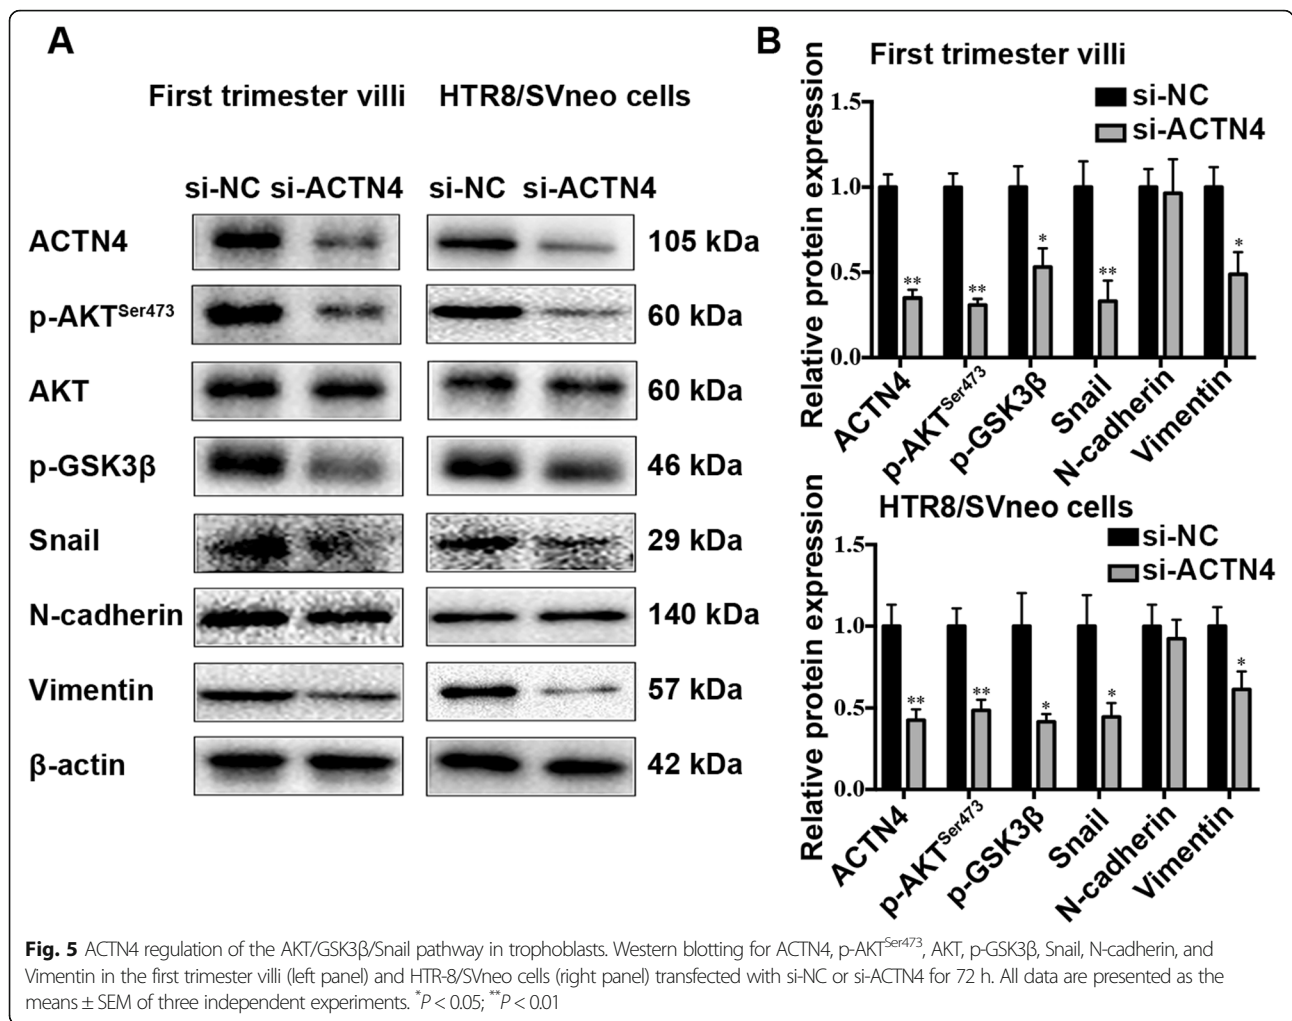 A
First trimester villi HTR8/SVneo cells
si-NC si-ACTN4 si-NC si-ACTN4
ACTN4 105 kDa
p-AKTSer473 60 kDa
AKT 60 kDa
p-GSK3β 46 kDa
Snail 29 kDa
N-cadherin 140 kDa
Vimentin 57 kDa
β-actin 42 kDa
B
First trimester villi
si-NC
si-ACTN4
Relative protein expression
1.5
1.0
0.5
0.0
** ** * ** *
ACTN4 p-AKTSer473 p-GSK3β Snail N-cadherin Vimentin
HTR8/SVneo cells
si-NC
si-ACTN4
Relative protein expression
1.5
1.0
0.5
0.0
** ** * * *
ACTN4 p-AKTSer473 p-GSK3β Snail N-cadherin Vimentin
Fig. 5 ACTN4 regulation of the AKT/GSK3β/Snail pathway in trophoblasts. Western blotting for ACTN4, p-AKTSer473, AKT, p-GSK3β, Snail, N-cadherin, and
Vimentin in the first trimester villi (left panel) and HTR-8/SVneo cells (right panel) transfected with si-NC or si-ACTN4 for 72 h. All data are presented as the
means ± SEM of three independent experiments. *P < 0.05; **P < 0.01